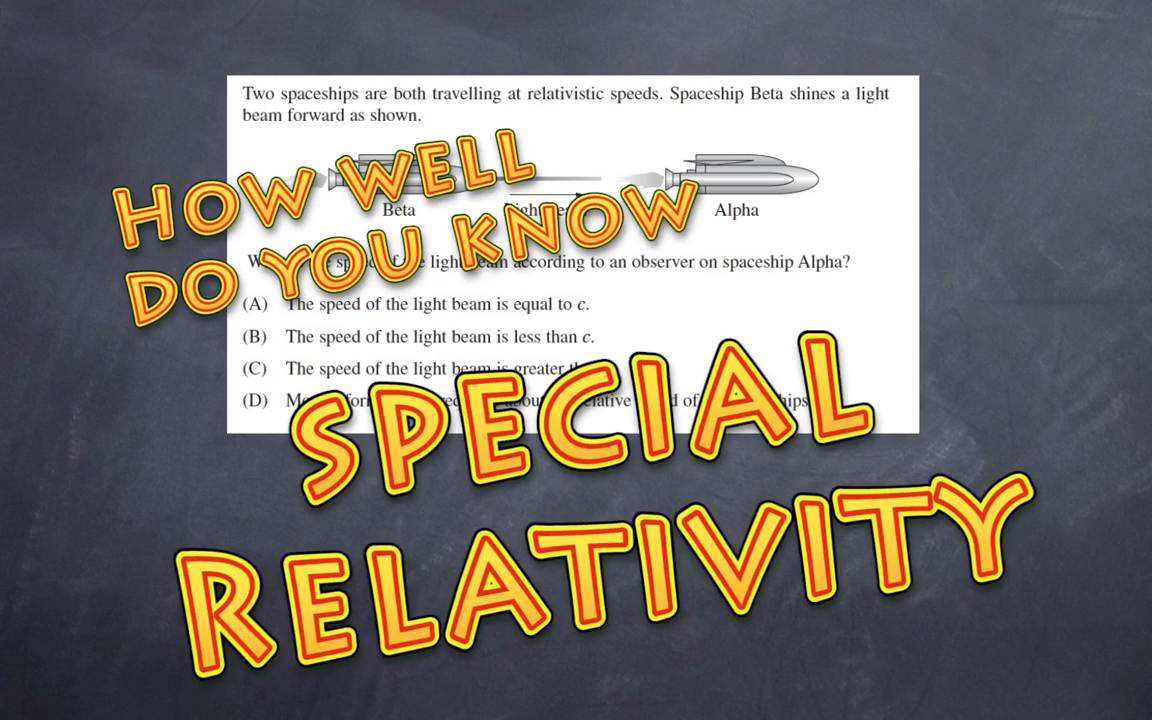 Two spaceships are both travelling at relativistic speeds. Spaceship Beta shines a light
beam forward as shown.
HOW WELL
DO YOU KNOW
Beta
Alpha
light beam according to an observer on spaceship Alpha?
(A) The speed of the light beam is equal to c.
(B) The speed of the light beam is less than c.
(C) The speed of the light beam is greater
(D)
SPECIAL
RELATIVITY